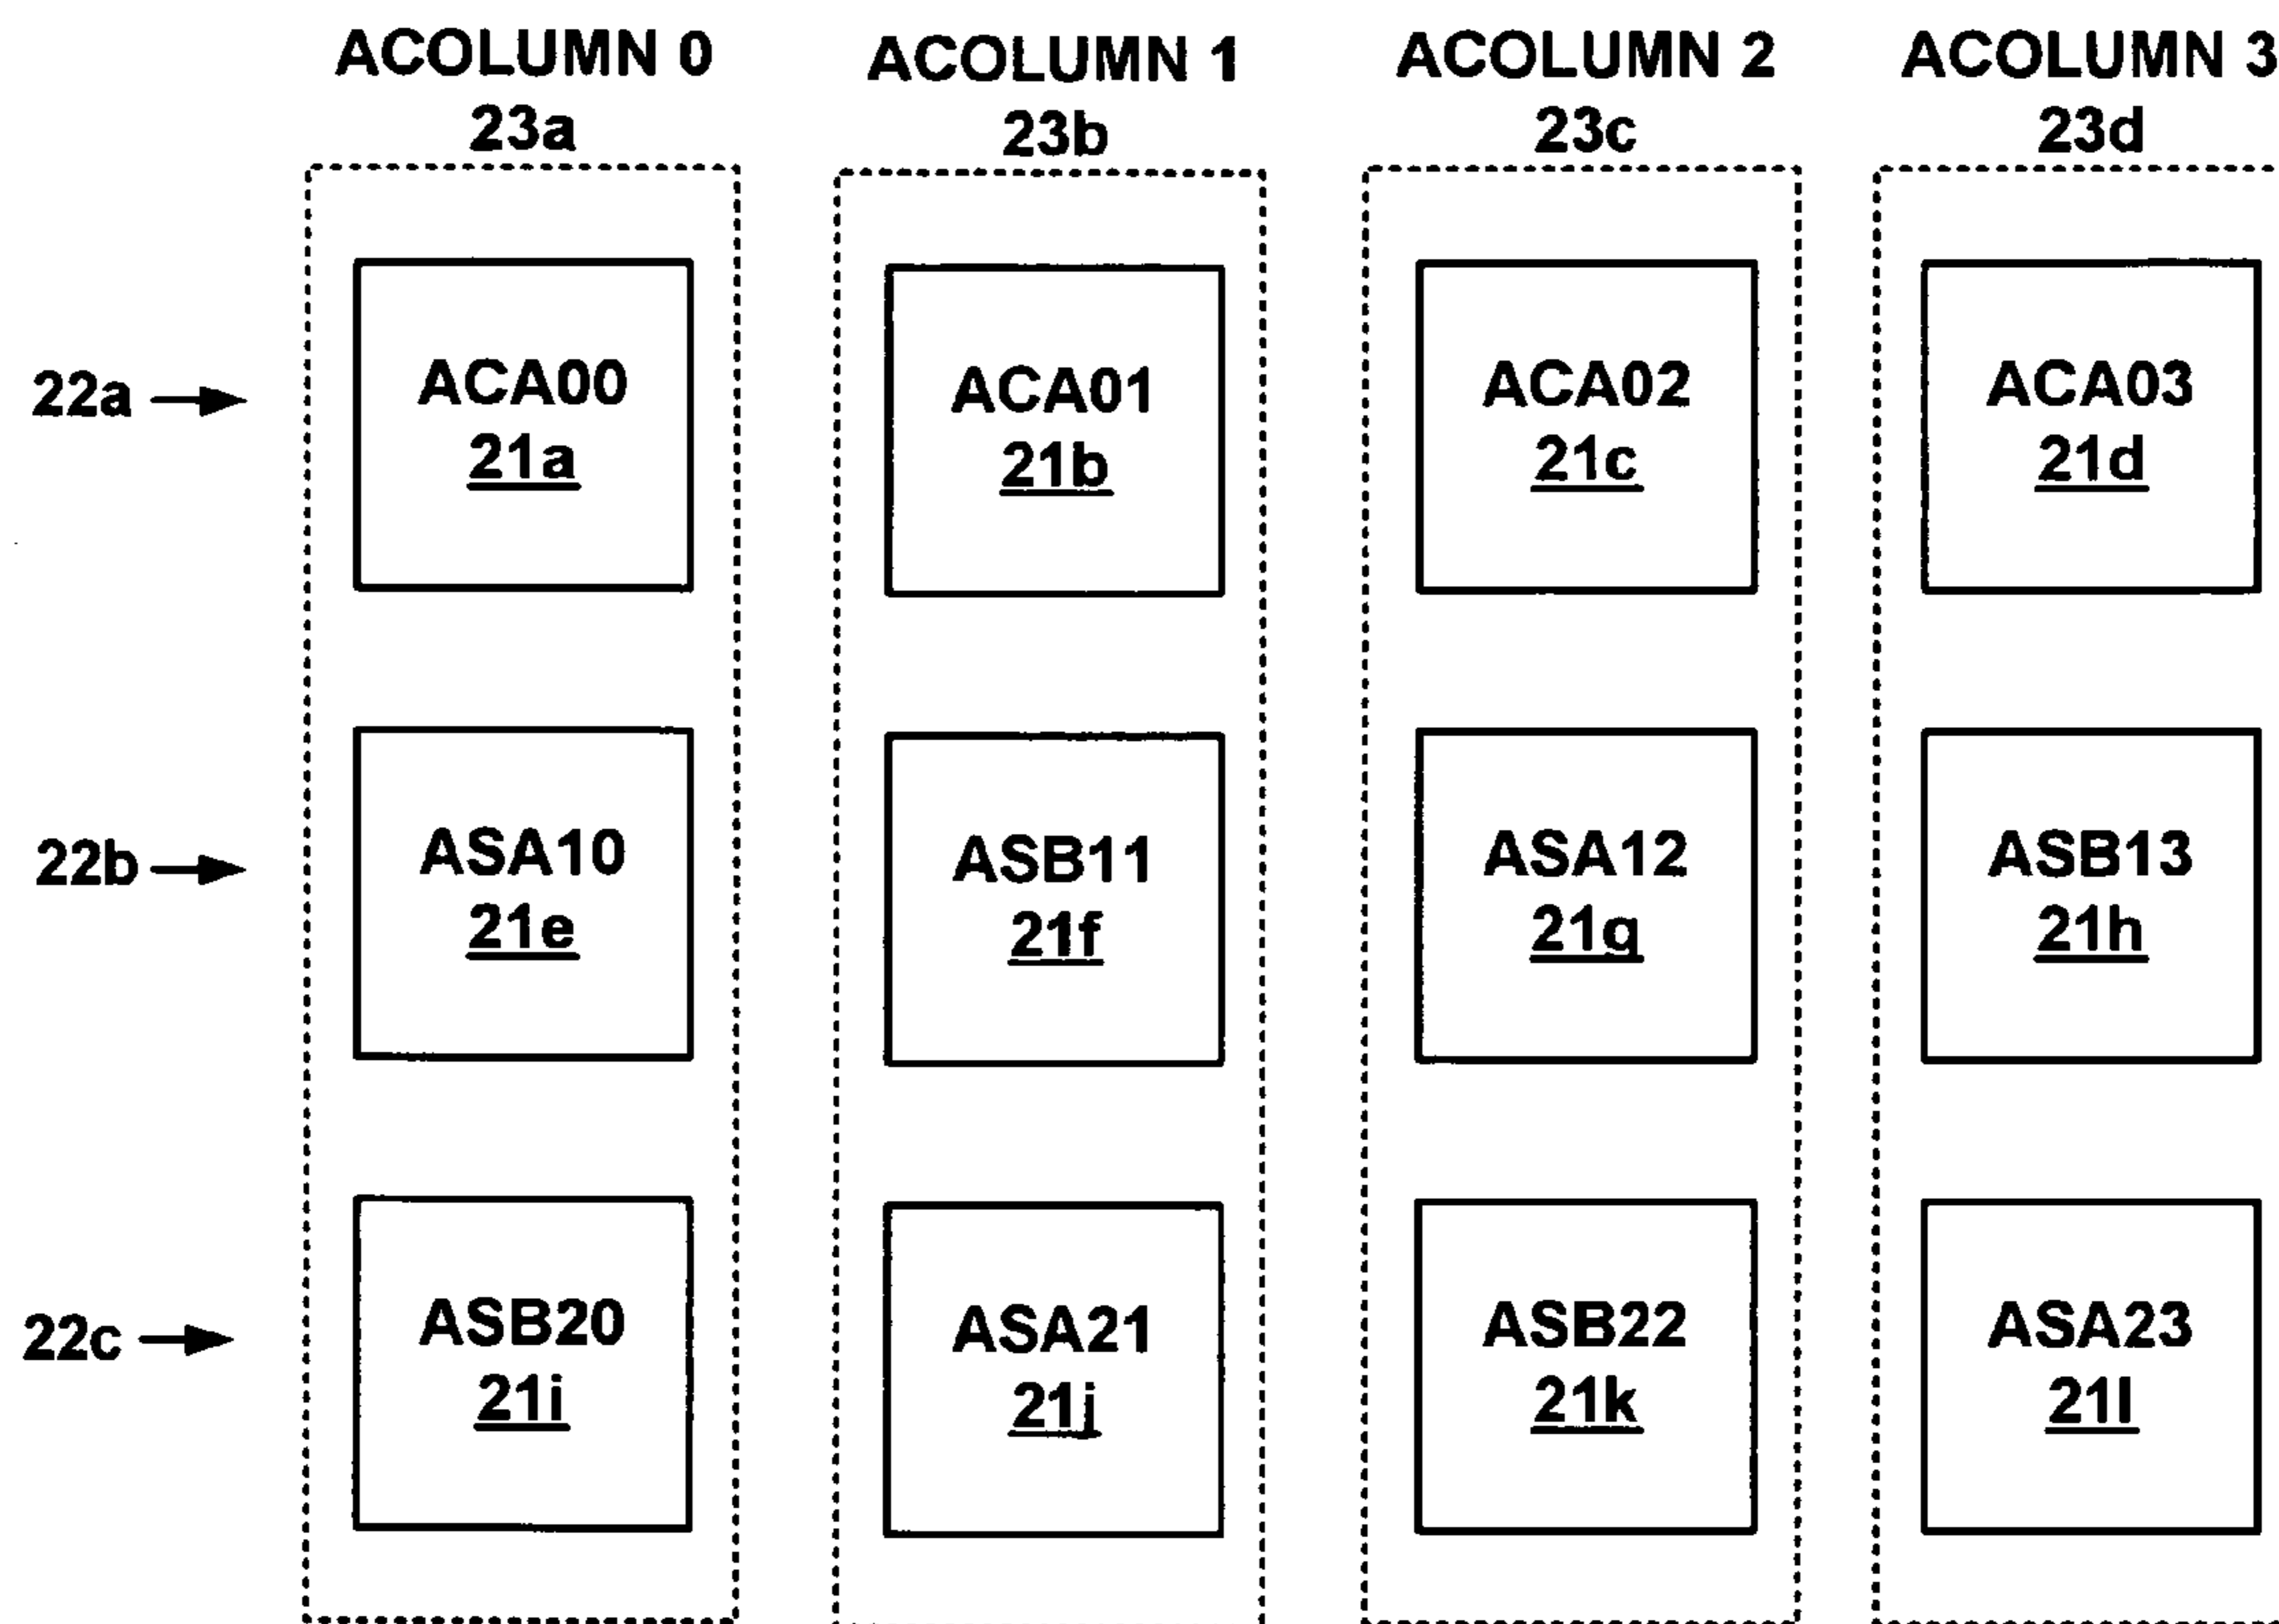 ACOLUMN 0 ACOLUMN 1 ACOLUMN 2 ACOLUMN 3
23a 23b 23c 23d
ACA00 ACA01 ACA02 ACA03
22a
21a 21b 21c 21d
ASA10 ASB11 ASA12 ASB13
22b
21e 21f 21g 21h
ASB20 ASA21 ASB22 ASA23
22c
21i 21j 21k 21l